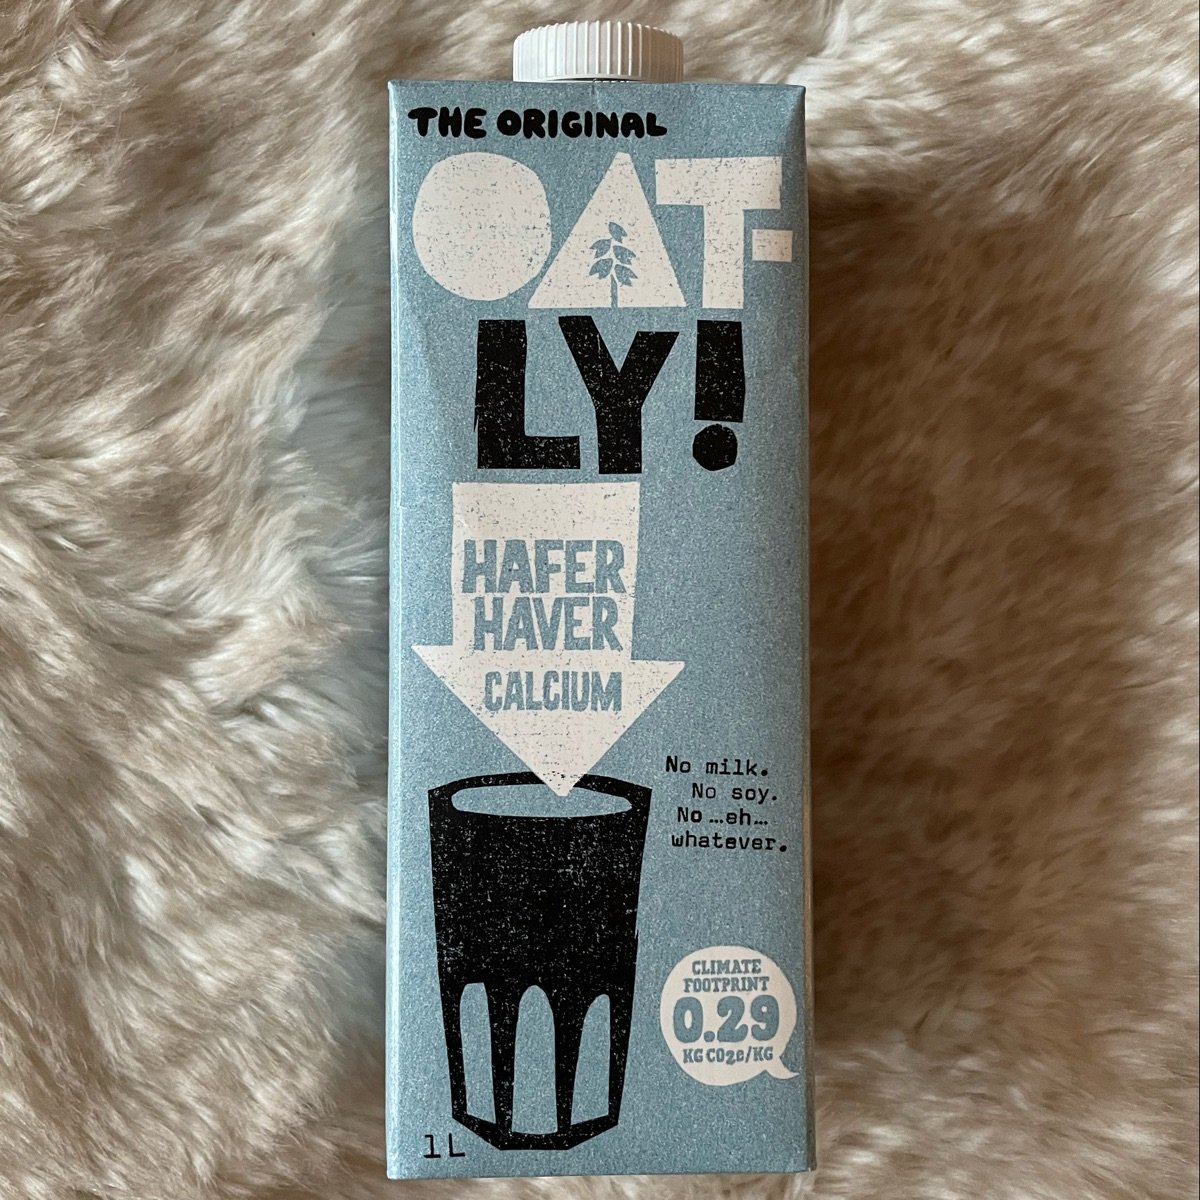 THE ORIGINAL
OAT-
LY!
HAFER
HAVER
CALCIUM
No milk.
No soy.
No …eh…
whatever.
CLIMATE
FOOTPRINT
0.29
KG CO2e/KG
1L